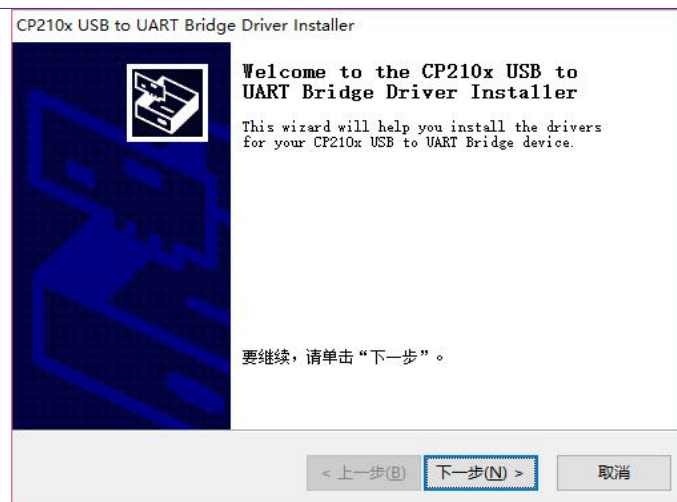 CP210x USB to UART Bridge Driver Installer
Welcome to the CP210x USB to
UART Bridge Driver Installer
This wizard will help you install the drivers
for your CP210x USB to UART Bridge device.
要继续，请单击“下一步”。
< 上一步(B)
下一步(N) >
取消